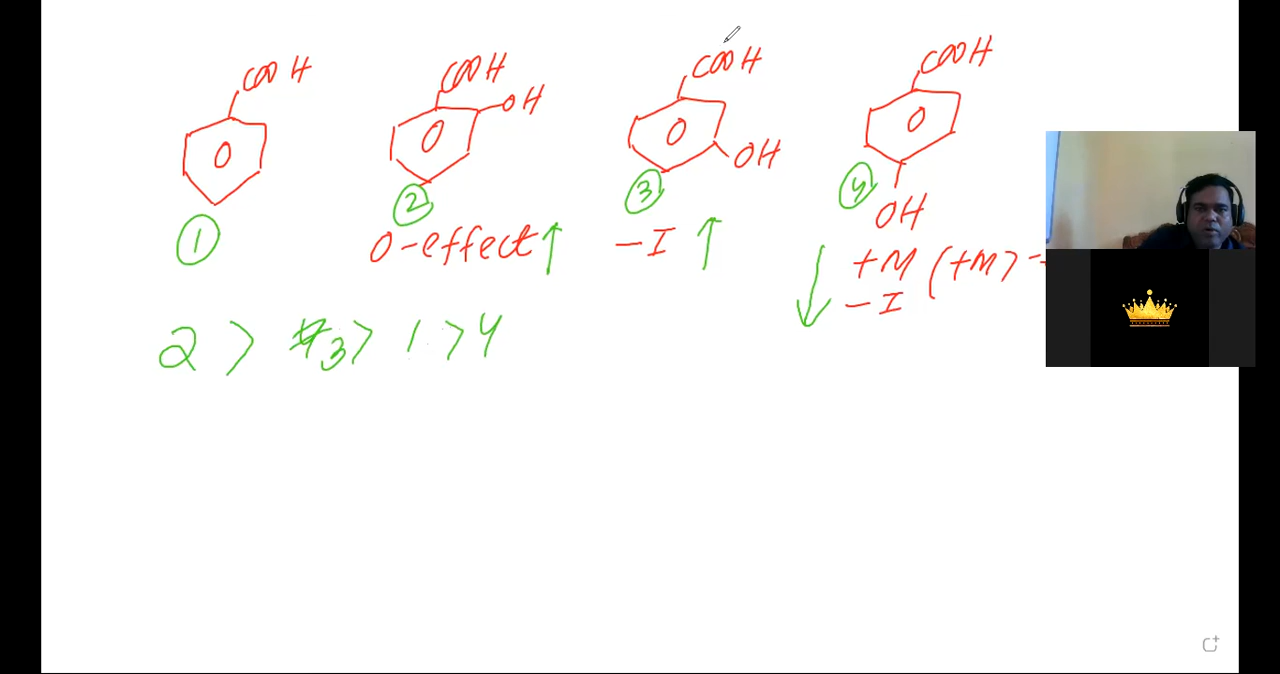 COOH COOH OH COOH OH COOH OH
① ② ③ ④
O-effect↑ -I ↑ ↓ +M (+M> -
-I
2 > 3 > 1 > 4